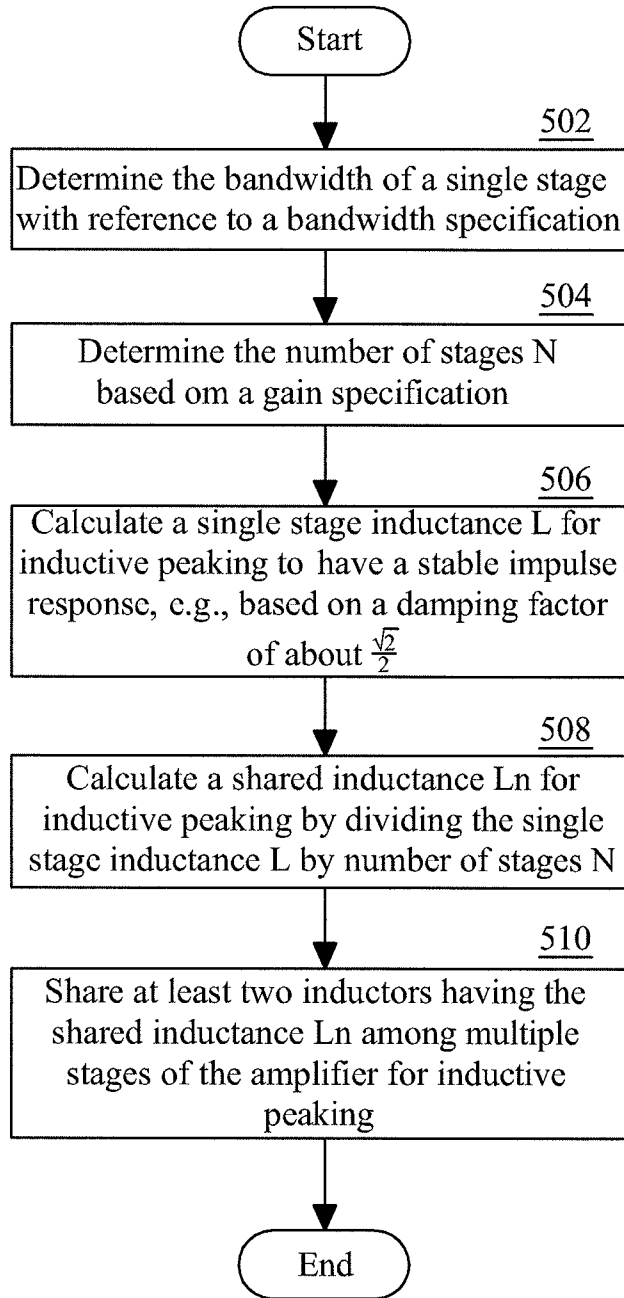 Start
502
Determine the bandwidth of a single stage
with reference to a bandwidth specification
504
Determine the number of stages N
based om a gain specification
506
Calculate a single stage inductance L for
inductive peaking to have a stable impulse
response, e.g., based on a damping factor
of about √2/2
508
Calculate a shared inductance Ln for
inductive peaking by dividing the single
stage inductance L by number of stages N
510
Share at least two inductors having the
shared inductance Ln among multiple
stages of the amplifier for inductive
peaking
End